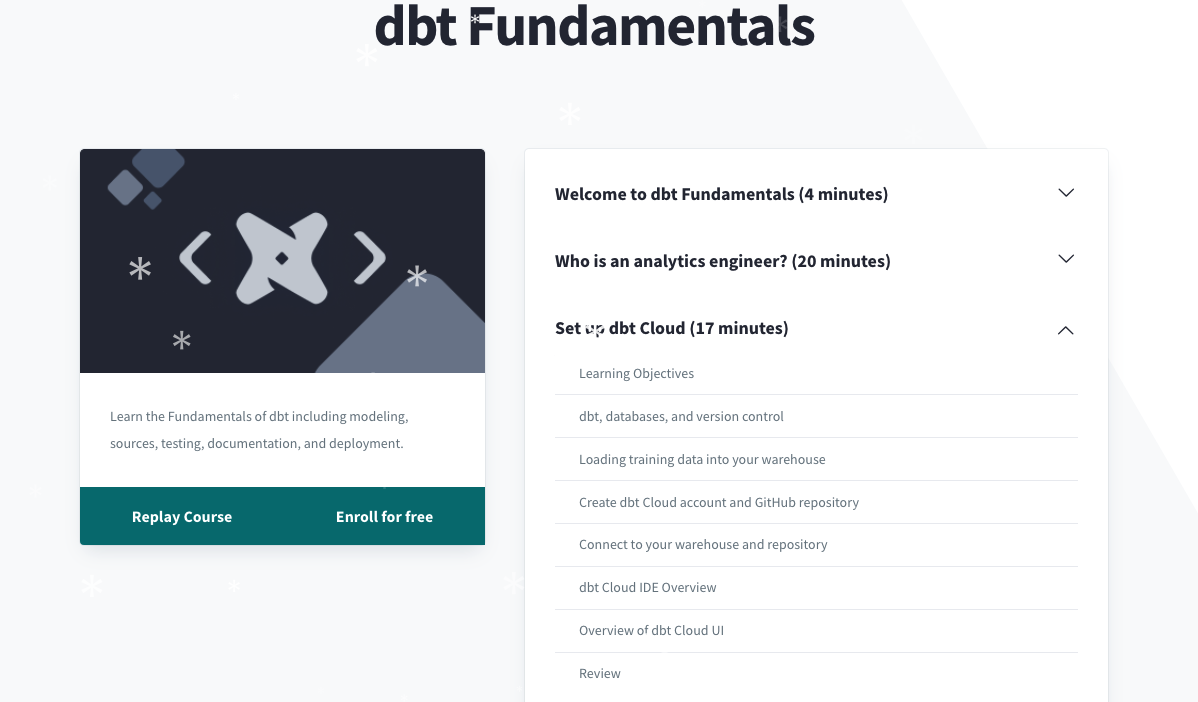 dbt Fundamentals
Learn the Fundamentals of dbt including modeling,
sources, testing, documentation, and deployment.
Replay Course
Enroll for free
Welcome to dbt Fundamentals (4 minutes)
Who is an analytics engineer? (20 minutes)
Set up dbt Cloud (17 minutes)
Learning Objectives
dbt, databases, and version control
Loading training data into your warehouse
Create dbt Cloud account and GitHub repository
Connect to your warehouse and repository
dbt Cloud IDE Overview
Overview of dbt Cloud UI
Review